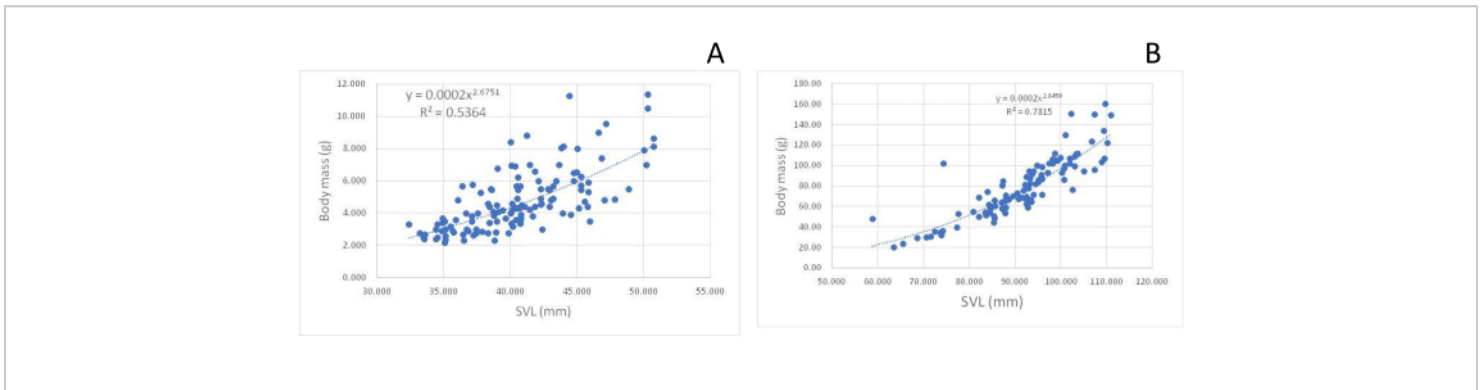 A
B
y = 0.0002x^2.6751
R² = 0.5364
12.000
10.000
8.000
6.000
4.000
2.000
0.000
Body mass (g)
30.000 35.000 40.000 45.000 50.000 55.000
SVL (mm)
y = 0.0002x^2.8459
R² = 0.7815
180.00
160.00
140.00
120.00
100.00
80.00
60.00
40.00
20.00
0.00
Body mass (g)
50.000 60.000 70.000 80.000 90.000 100.000 110.000 120.000
SVL (mm)